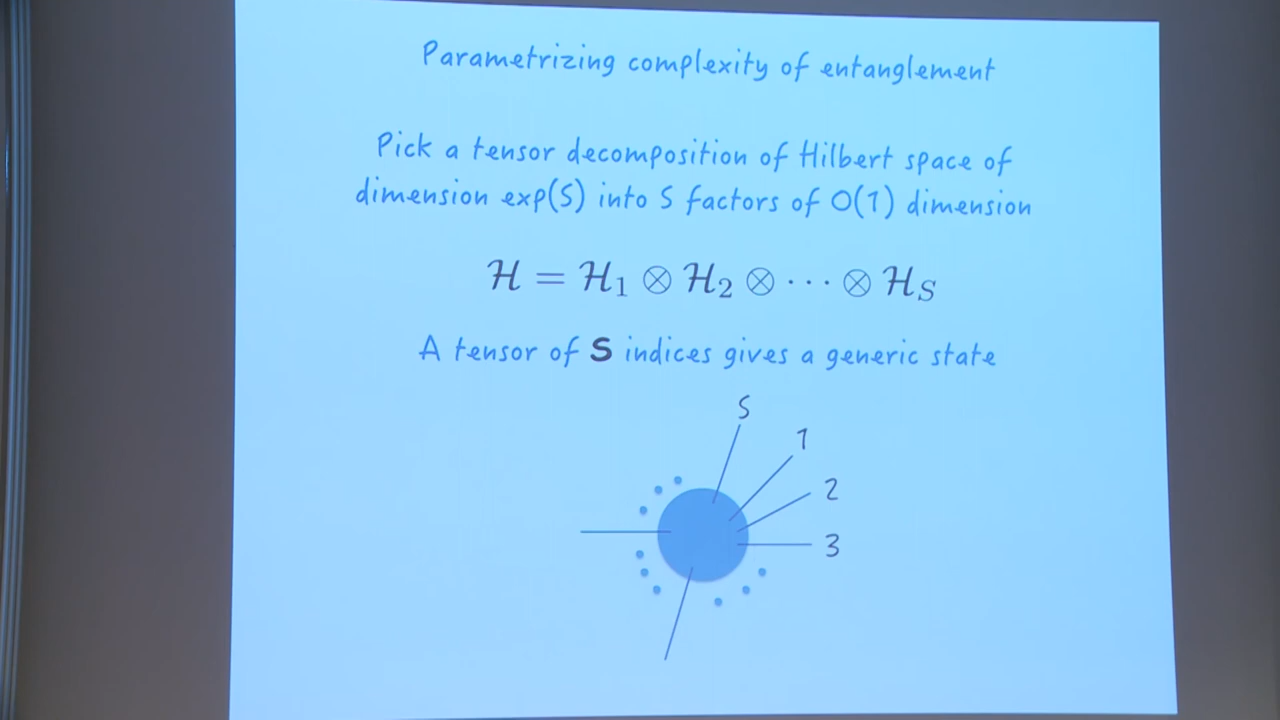 Parametrizing complexity of entanglement
Pick a tensor decomposition of Hilbert space of
dimension exp(S) into S factors of O(1) dimension
ℋ = ℋ₁ ⊗ ℋ₂ ⊗ ⋯ ⊗ ℋ_S
A tensor of S indices gives a generic state
S
1
2
3